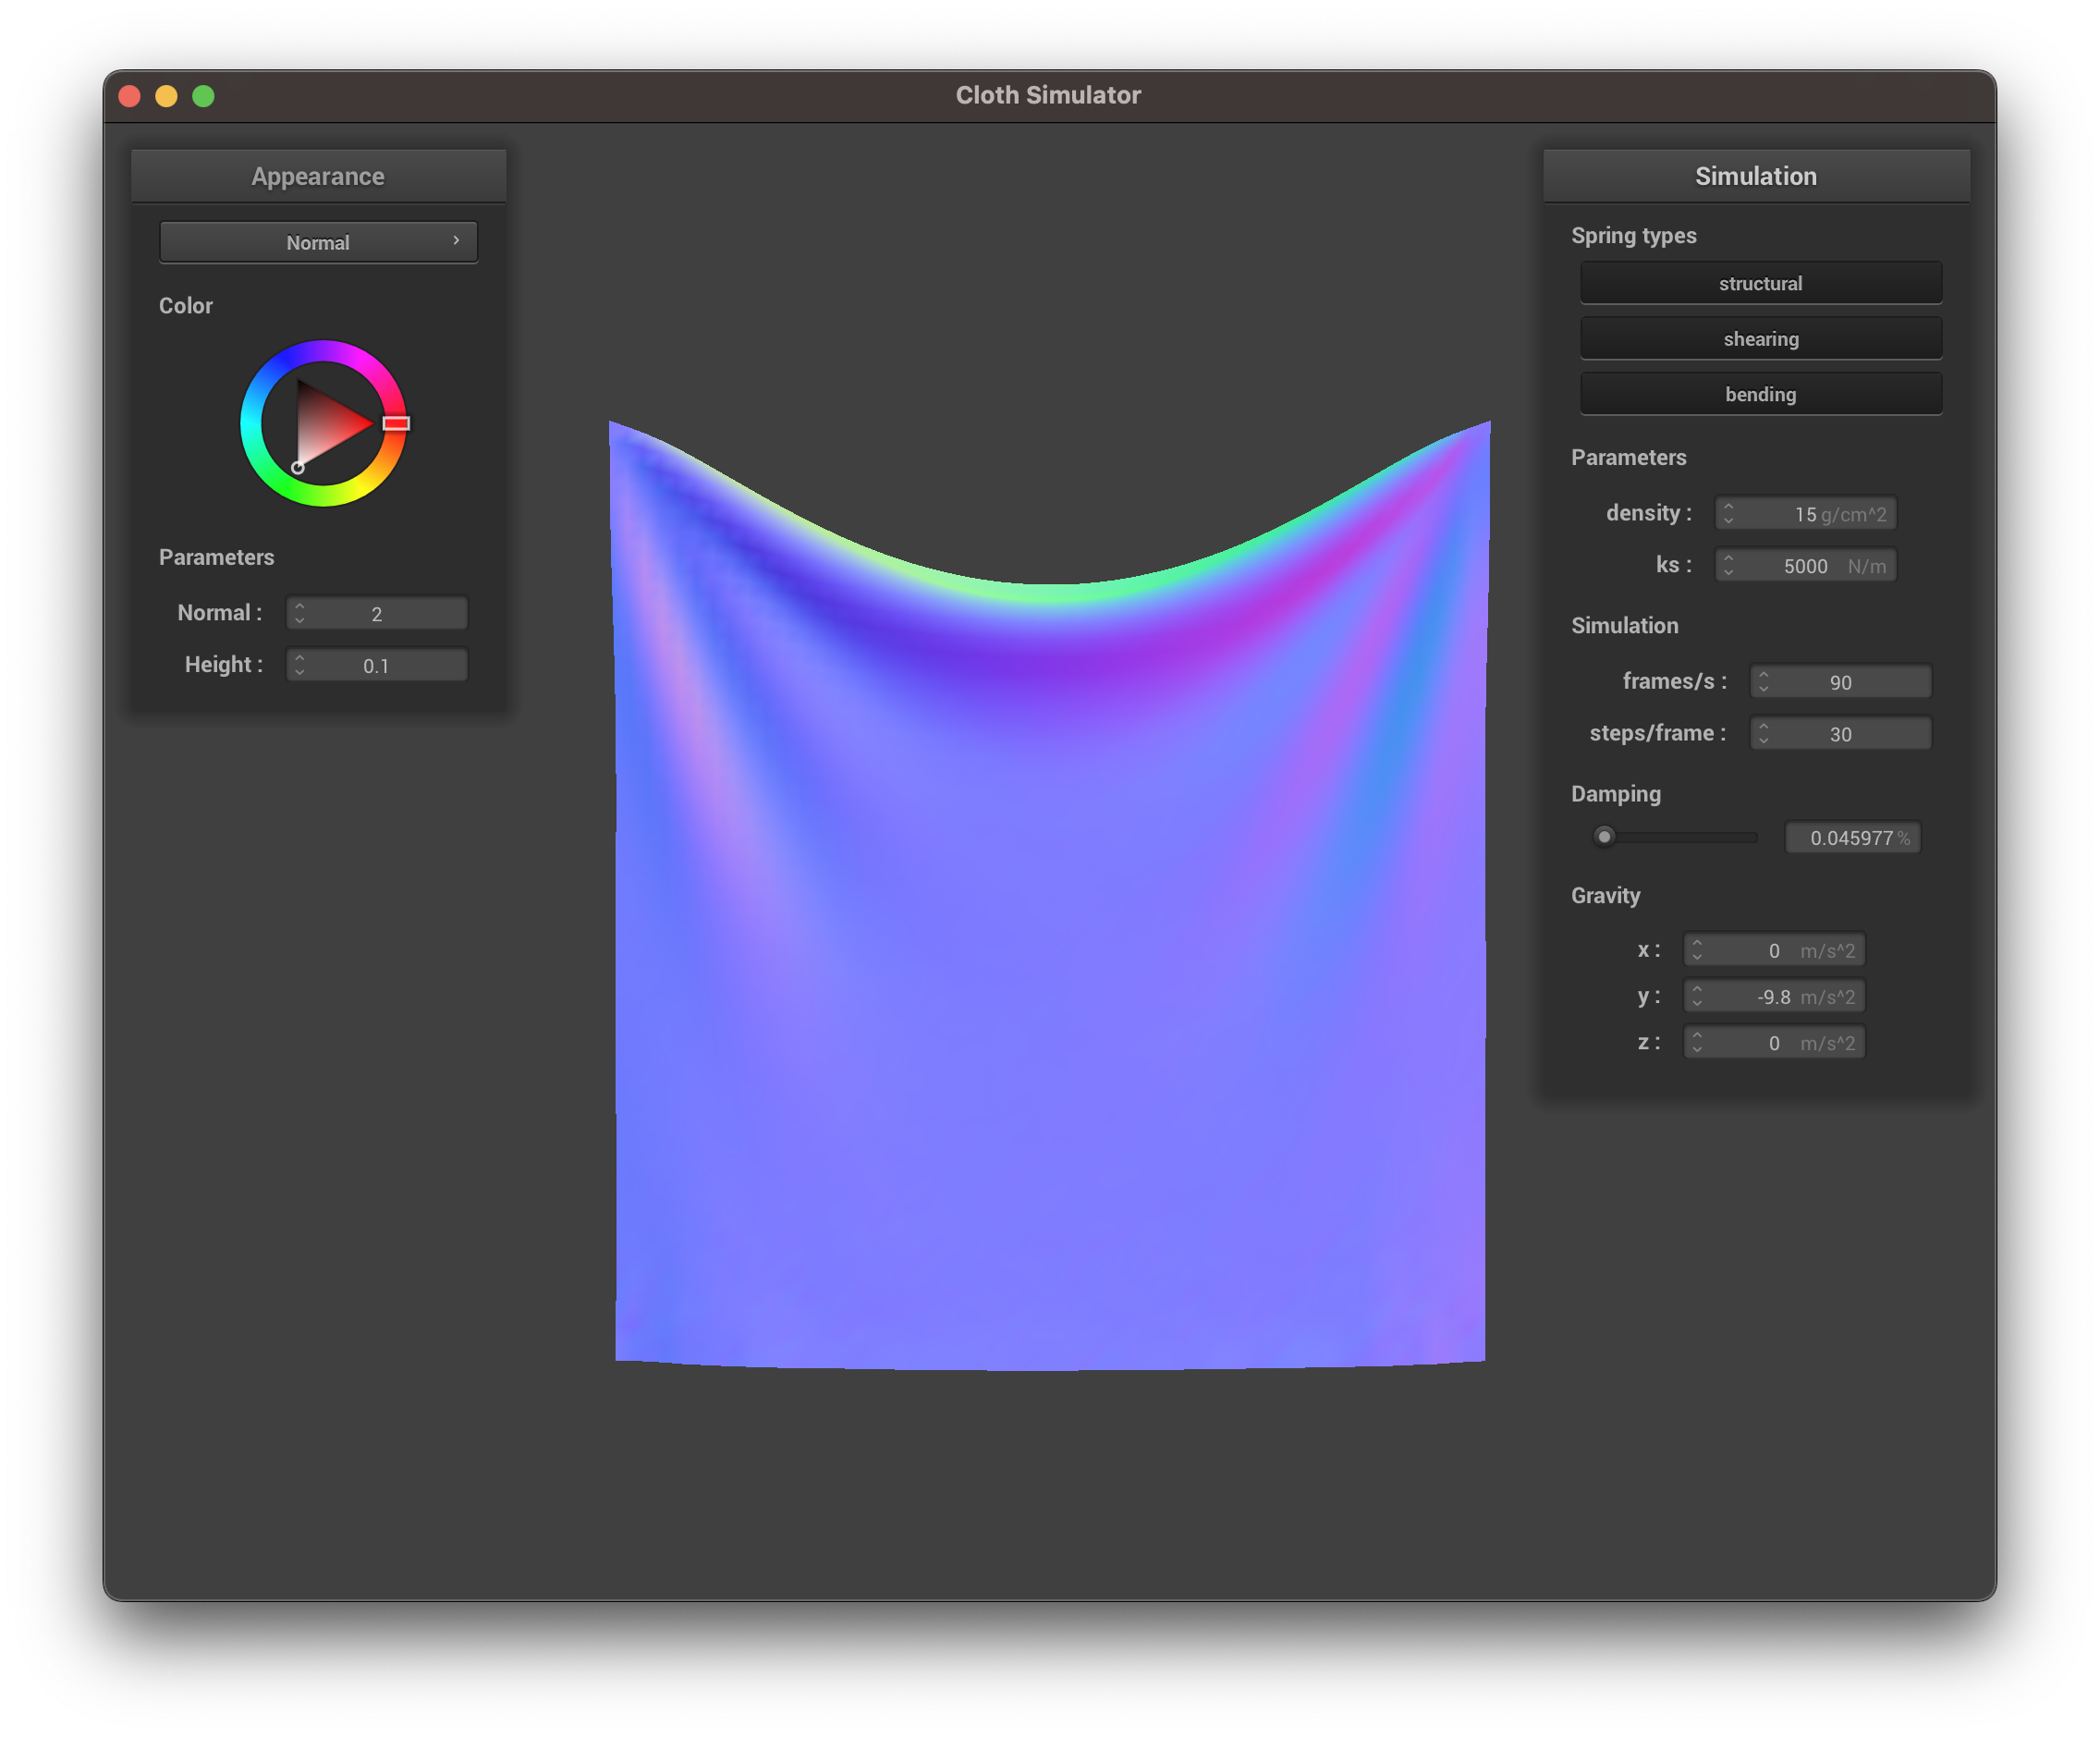 Cloth Simulator
Appearance
Normal
Color
Parameters
Normal : 2
Height : 0.1
Simulation
Spring types
structural
shearing
bending
Parameters
density : 15 g/cm^2
ks : 5000 N/m
Simulation
frames/s : 90
steps/frame : 30
Damping
0.045977 %
Gravity
x : 0 m/s^2
y : -9.8 m/s^2
z : 0 m/s^2